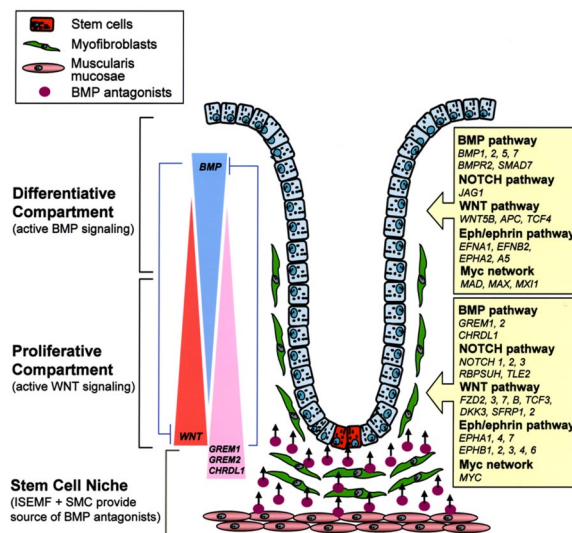 Stem cells
Myofibroblasts
Muscularis
mucosae
BMP antagonists
Differentiative
Compartment
(active BMP signaling)
Proliferative
Compartment
(active WNT signaling)
Stem Cell Niche
(ISEMF + SMC provide
source of BMP antagonists)
BMP
WNT
GREM1
GREM2
CHRDL1
BMP pathway
BMP1, 2, 5, 7
BMPR2, SMAD7
NOTCH pathway
JAG1
WNT pathway
WNT5B, APC, TCF4
Eph/ephrin pathway
EFNA1, EFNB2,
EPHA2, A5
Myc network
MAD, MAX, MXI1
BMP pathway
GREM1, 2
CHRDL1
NOTCH pathway
NOTCH 1, 2, 3
RBPSUH, TLE2
WNT pathway
FZD2, 3, 7, B, TCF3,
DKK3, SFRP1, 2
Eph/ephrin pathway
EPHA1, 4, 7
EPHB1, 2, 3, 4, 6
Myc network
MYC